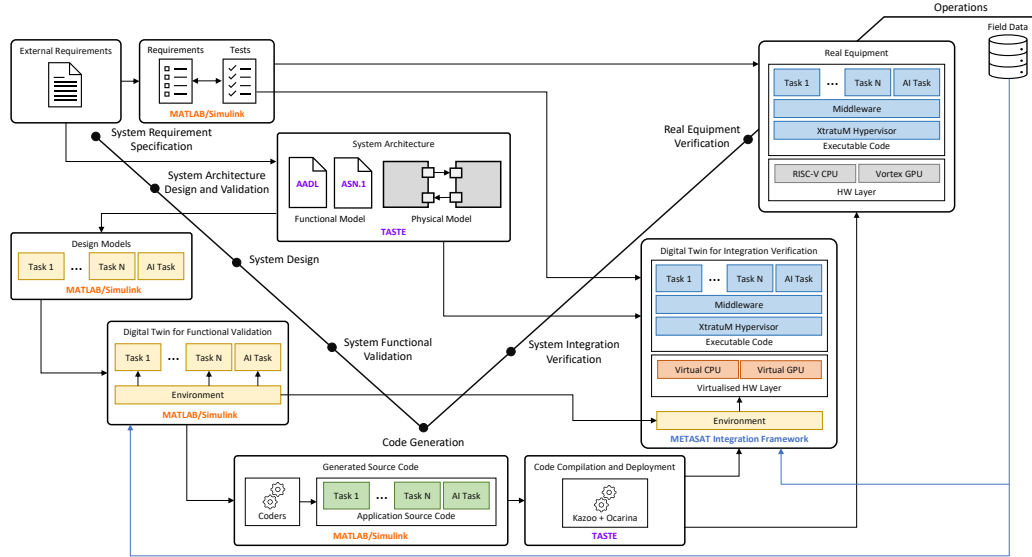 Operations
Field Data
External Requirements
Requirements
Tests
MATLAB/Simulink
Real Equipment
Task 1
...
Task N
AI Task
Middleware
XtratuM Hypervisor
Executable Code
RISC-V CPU
Vortex GPU
HW Layer
System Requirement
Specification
Real Equipment
Verification
System Architecture
AADL
ASN.1
Functional Model
Physical Model
TASTE
System Architecture
Design and Validation
Design Models
Task 1
...
Task N
AI Task
MATLAB/Simulink
System Design
Digital Twin for Integration Verification
Task 1
...
Task N
AI Task
Middleware
XtratuM Hypervisor
Executable Code
Virtual CPU
Virtual GPU
Virtualised HW Layer
Environment
METASAT Integration Framework
Digital Twin for Functional Validation
Task 1
...
Task N
AI Task
Environment
MATLAB/Simulink
System Functional
Validation
System Integration
Verification
Code Generation
Generated Source Code
Coders
Task 1
...
Task N
AI Task
Application Source Code
MATLAB/Simulink
Code Compilation and Deployment
Kazoo + Ocarina
TASTE